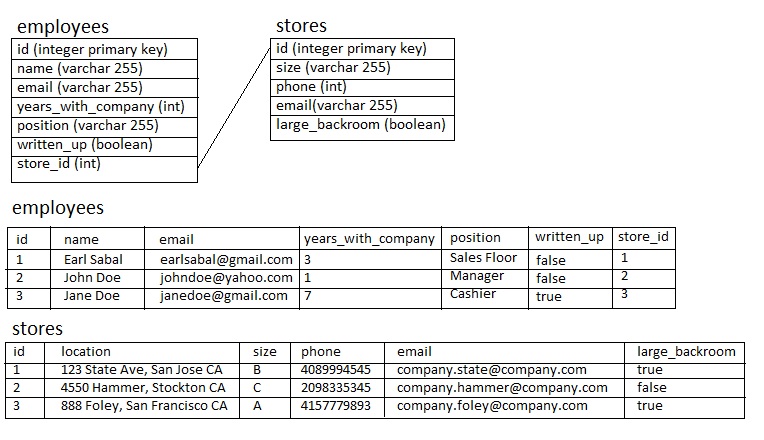 employees
id (integer primary key)
name (varchar 255)
email (varchar 255)
years_with_company (int)
position (varchar 255)
written_up (boolean)
store_id (int)
stores
id (integer primary key)
size (varchar 255)
phone (int)
email(varchar 255)
large_backroom (boolean)
employees
id name email years_with_company position written_up store_id
1 Earl Sabal earlsabal@gmail.com 3 Sales Floor false 1
2 John Doe johndoe@yahoo.com 1 Manager false 2
3 Jane Doe janedoe@gmail.com 7 Cashier true 3
stores
id location size phone email large_backroom
1 123 State Ave, San Jose CA B 4089994545 company.state@company.com true
2 4550 Hammer, Stockton CA C 2098335345 company.hammer@company.com false
3 888 Foley, San Francisco CA A 4157779893 company.foley@company.com true